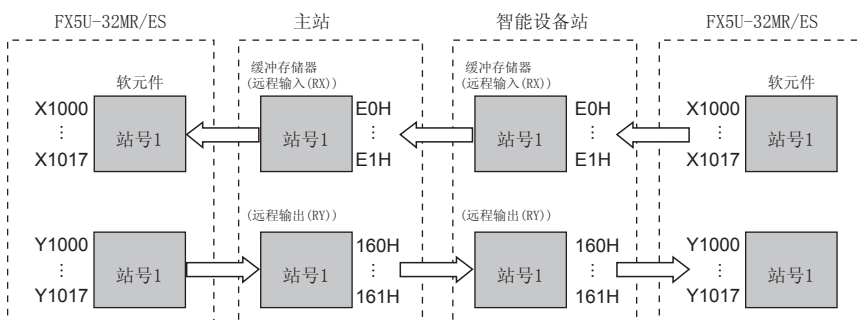 FX5U-32MR/ES
主站
智能设备站
FX5U-32MR/ES
软元件
缓冲存储器
(远程输入(RX))
缓冲存储器
(远程输入(RX))
软元件
X1000
⋮
X1017
站号1
站号1
E0H
⋮
E1H
站号1
E0H
⋮
E1H
X1000
⋮
X1017
站号1
(远程输出(RY))
(远程输出(RY))
Y1000
⋮
Y1017
站号1
站号1
160H
⋮
161H
站号1
160H
⋮
161H
Y1000
⋮
Y1017
站号1